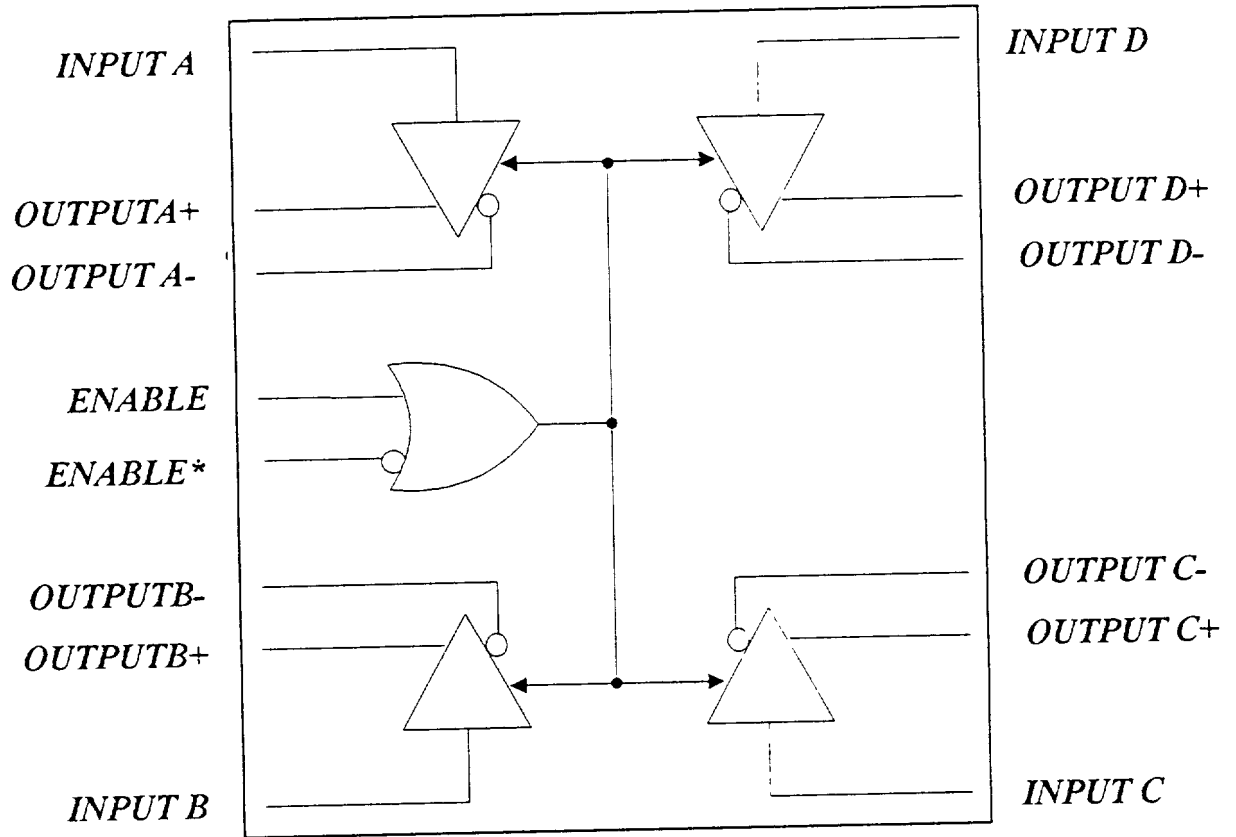 INPUT A
OUTPUTA+
OUTPUT A-
ENABLE
ENABLE*
OUTPUTB-
OUTPUTB+
INPUT B
INPUT D
OUTPUT D+
OUTPUT D-
OUTPUT C-
OUTPUT C+
INPUT C